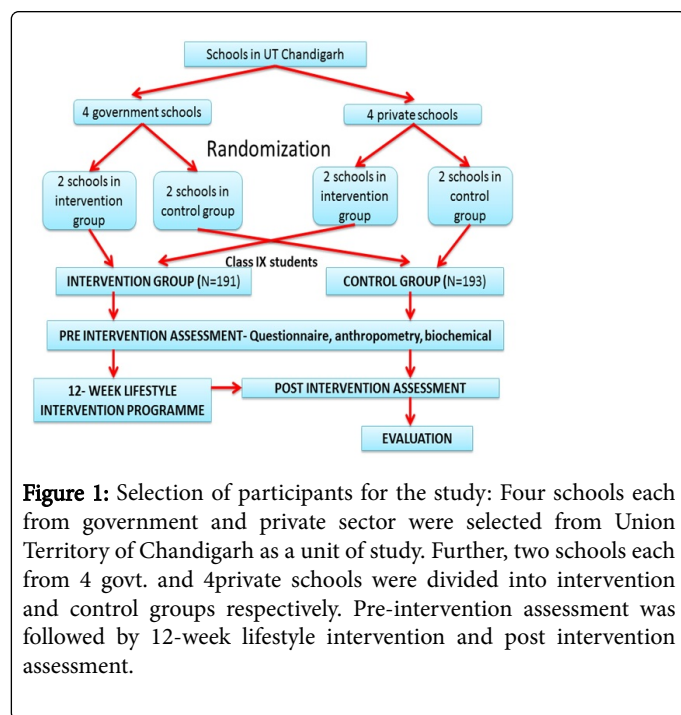 Schools in UT Chandigarh
4 government schools
4 private schools
Randomization
2 schools in
intervention
group
2 schools in
control group
2 schools in
intervention
group
2 schools in
control
group
Class IX students
INTERVENTION GROUP (N=191)
CONTROL GROUP (N=193)
PRE INTERVENTION ASSESSMENT- Questionnaire, anthropometry, biochemical
12- WEEK LIFESTYLE
INTERVENTION PROGRAMME
POST INTERVENTION ASSESSMENT
EVALUATION
Figure 1: Selection of participants for the study: Four schools each
from government and private sector were selected from Union
Territory of Chandigarh as a unit of study. Further, two schools each
from 4 govt. and 4private schools were divided into intervention
and control groups respectively. Pre-intervention assessment was
followed by 12-week lifestyle intervention and post intervention
assessment.